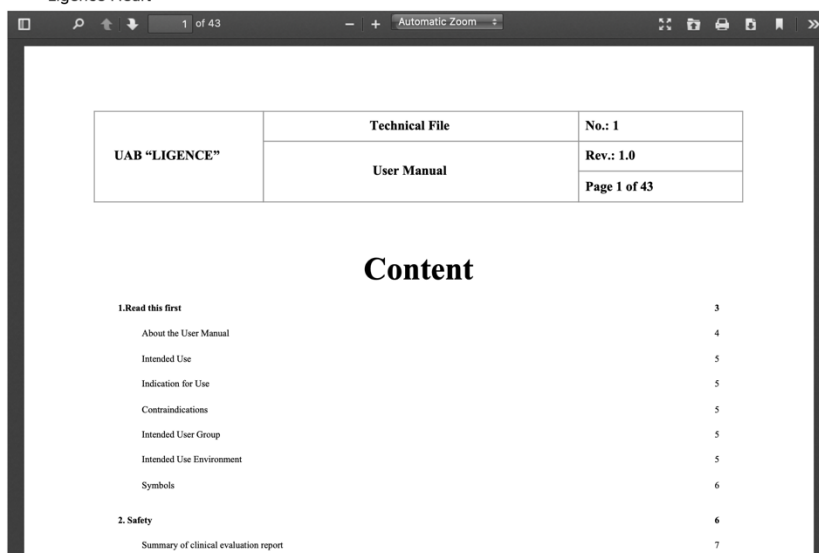 1 of 43
Automatic Zoom
UAB “LIGENCE”
Technical File
No.: 1
User Manual
Rev.: 1.0
Page 1 of 43
Content
1.Read this first 3
About the User Manual 4
Intended Use 5
Indication for Use 5
Contraindications 5
Intended User Group 5
Intended Use Environment 5
Symbols 6
2. Safety 6
Summary of clinical evaluation report 7